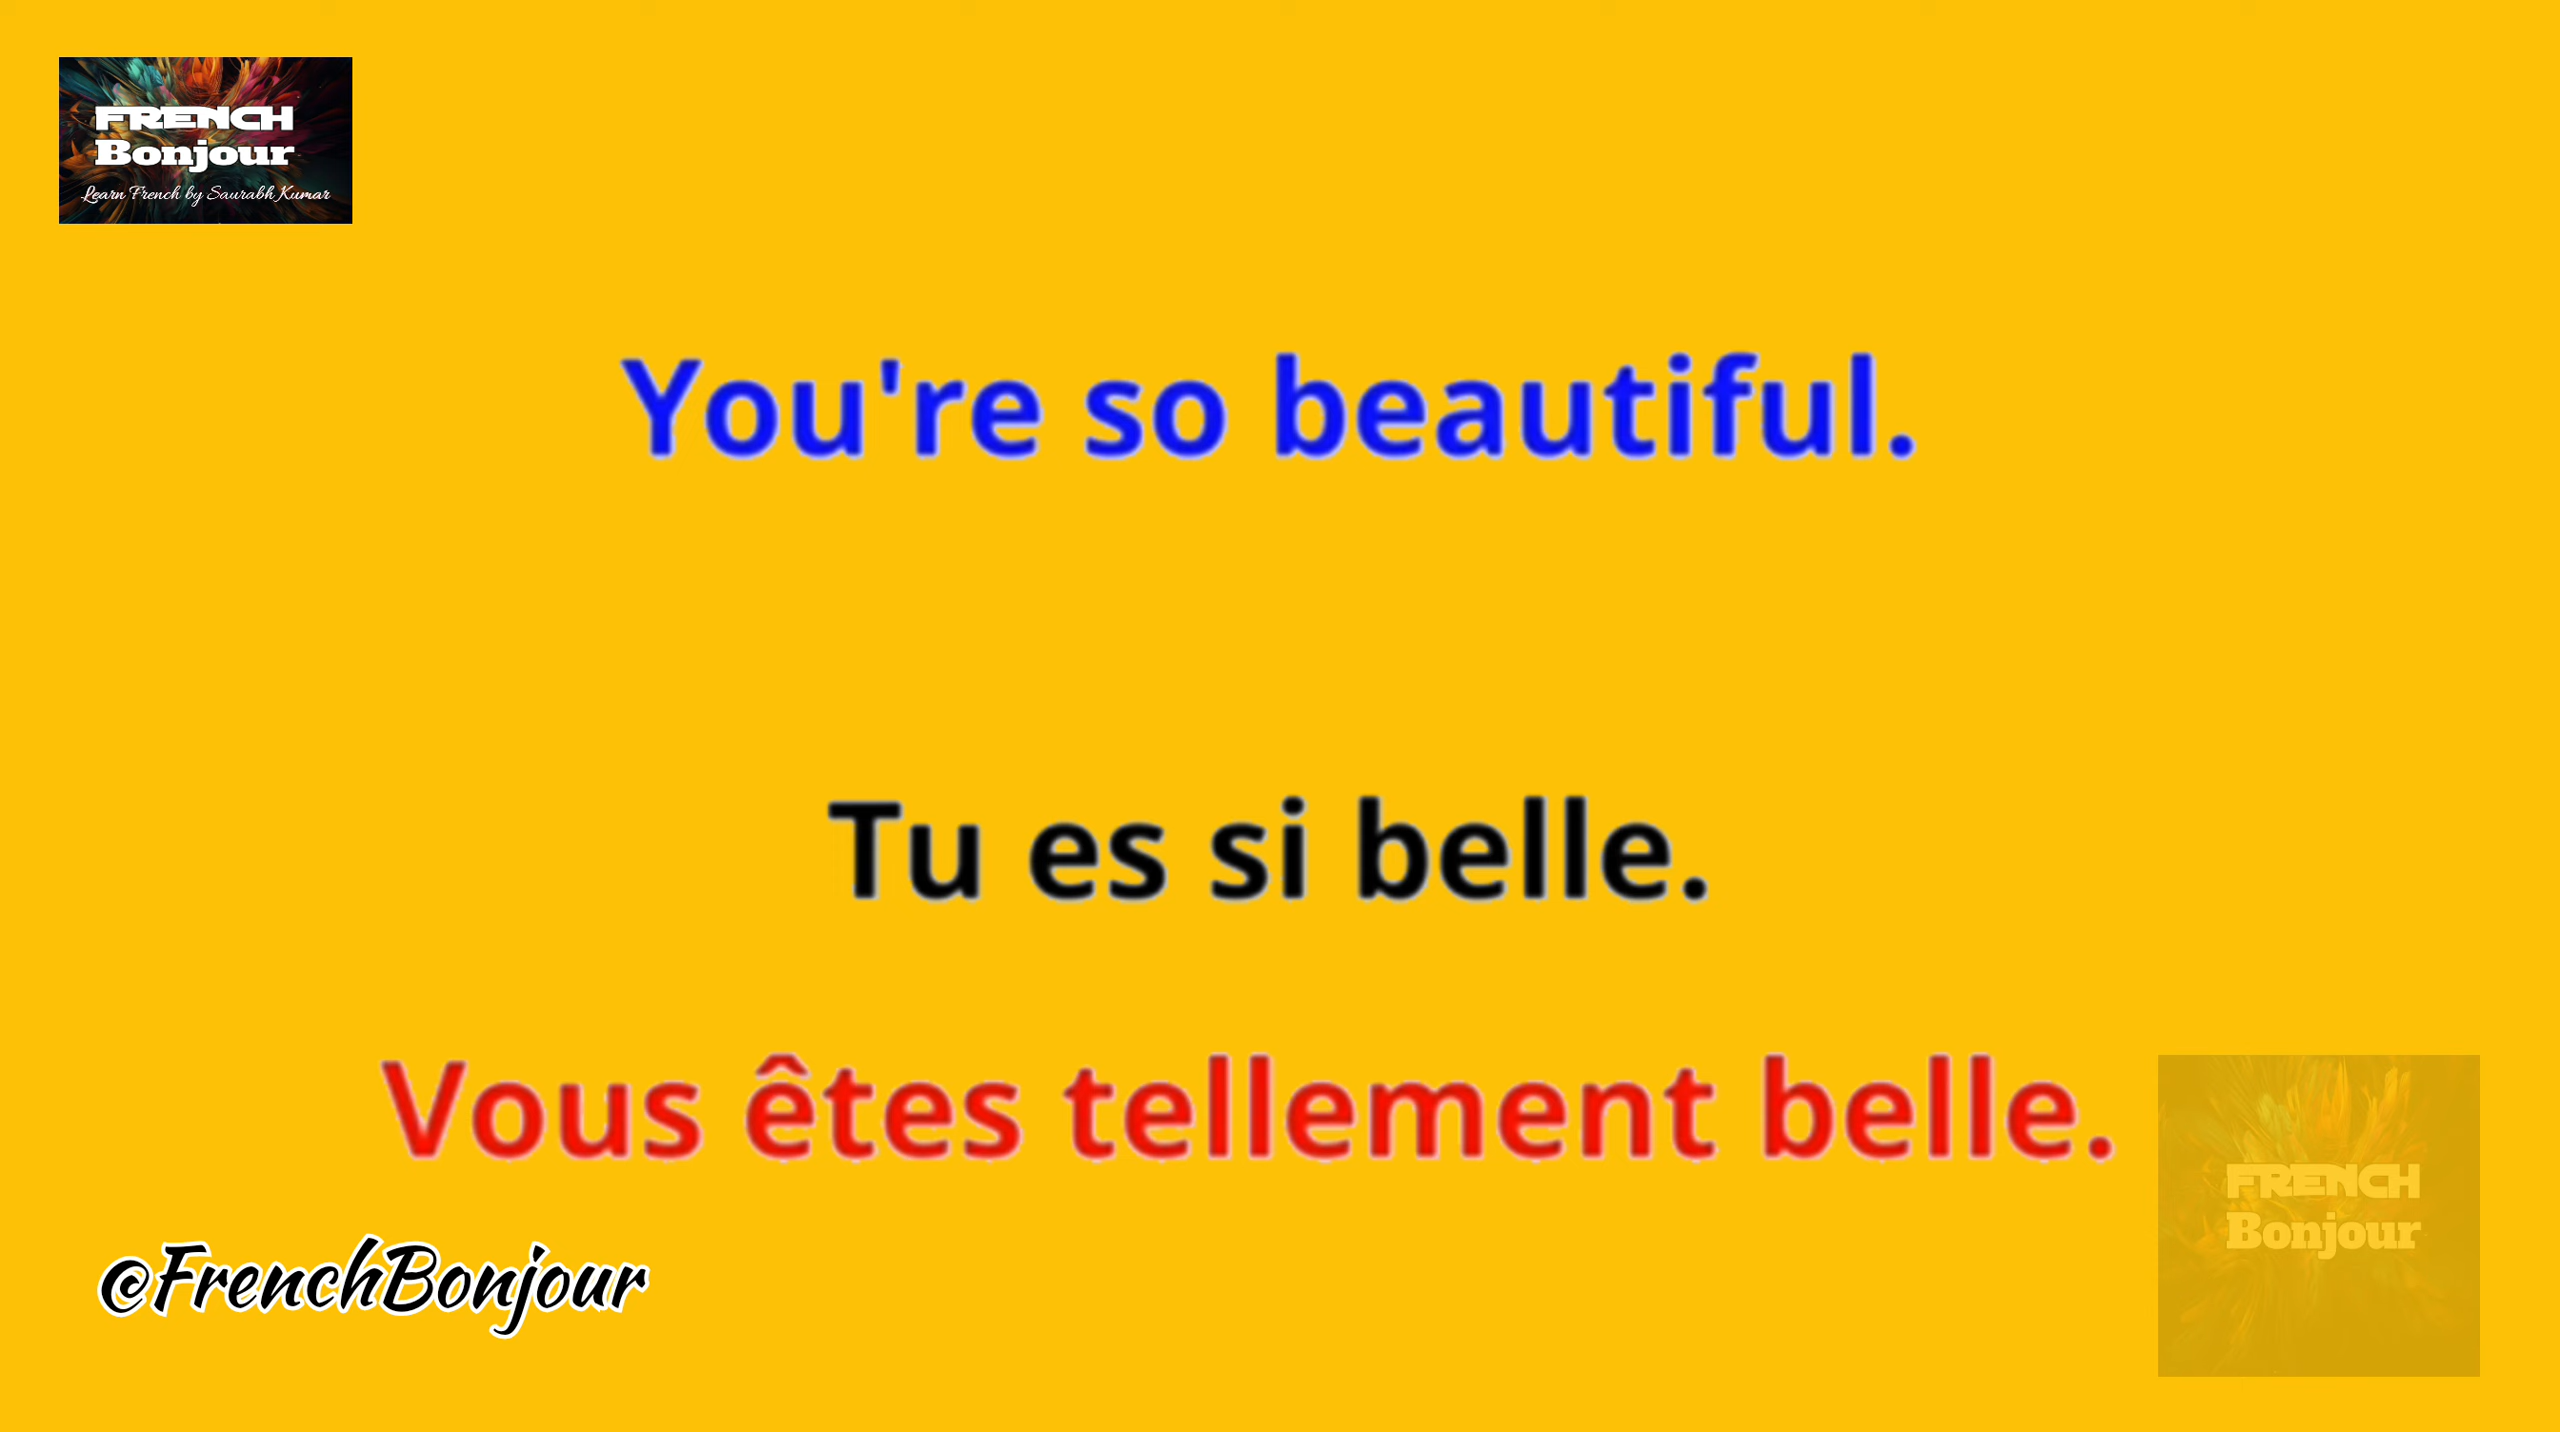 FRENCH
Bonjour
Learn French by Saurabh Kumar
You're so beautiful.
Tu es si belle.
Vous êtes tellement belle.
FRENCH
Bonjour
@FrenchBonjour